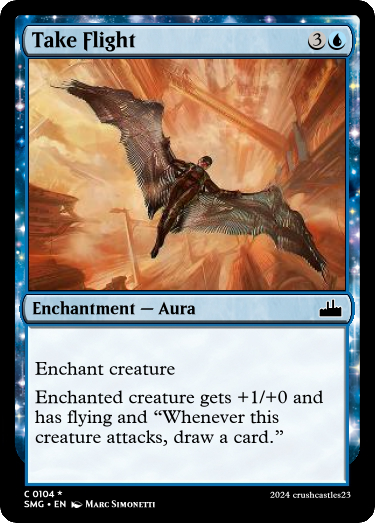 Take Flight 3
Enchantment — Aura
Enchant creature
Enchanted creature gets +1/+0 and
has flying and “Whenever this
creature attacks, draw a card.”
C 0104 * 
SMG • EN Marc Simonetti
2024 crushcastles23